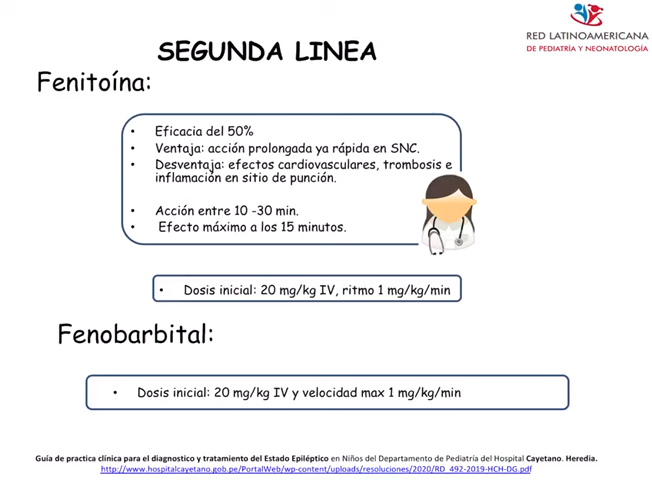 RED LATINOAMERICANA
DE PEDIATRÍA Y NEONATOLOGÍA
SEGUNDA LINEA
Fenitoína:
• Eficacia del 50%
• Ventaja: acción prolongada ya rápida en SNC.
• Desventaja: efectos cardiovasculares, trombosis e
inflamación en sitio de punción.
• Acción entre 10 -30 min.
• Efecto máximo a los 15 minutos.
• Dosis inicial: 20 mg/kg IV, ritmo 1 mg/kg/min
Fenobarbital:
• Dosis inicial: 20 mg/kg IV y velocidad max 1 mg/kg/min
Guía de practica clínica para el diagnostico y tratamiento del Estado Epiléptico en Niños del Departamento de Pediatría del Hospital Cayetano. Heredia.
http://www.hospitalcayetano.gob.pe/PortalWeb/wp-content/uploads/resoluciones/2020/RD_492-2019-HCH-DG.pdf